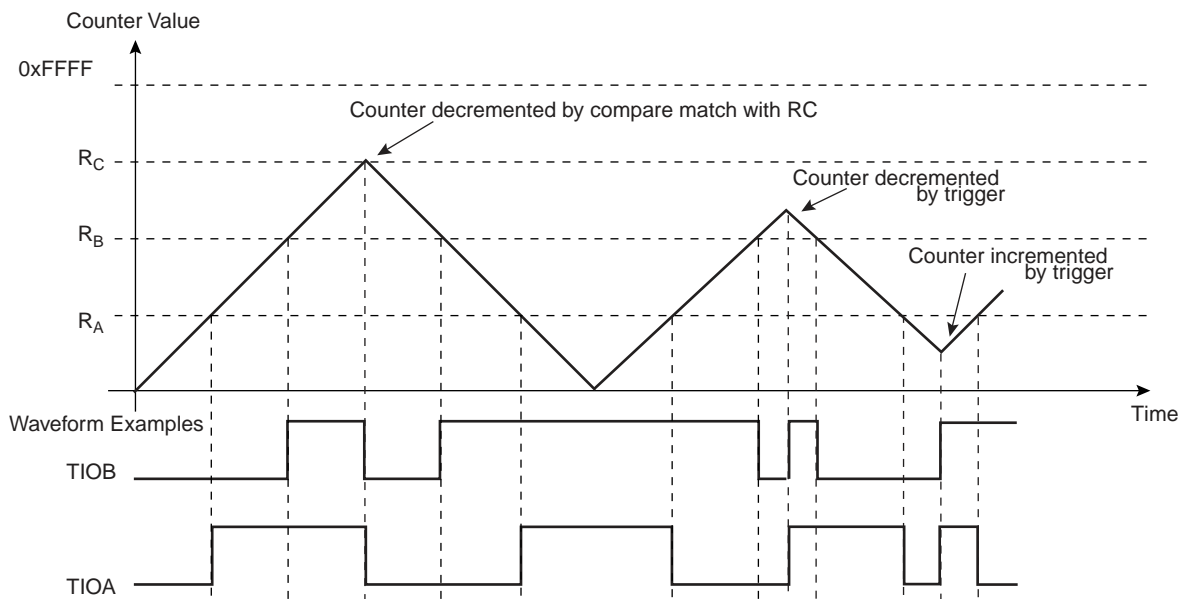 Counter Value
0xFFFF
Counter decremented by compare match with RC
RC
Counter decremented
by trigger
RB
Counter incremented
by trigger
RA
Time
Waveform Examples
TIOB
TIOA